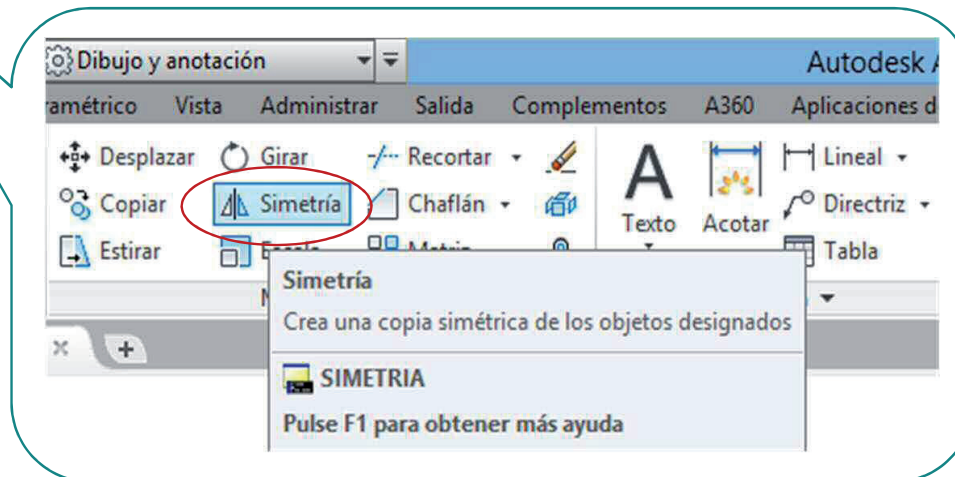 Dibujo y anotación
Autodesk
ramétrico Vista Administrar Salida Complementos A360 Aplicaciones d
Desplazar Girar Recortar
Copiar Simetría Chaflán
Estirar
A
Texto Acotar
Lineal
Directriz
Tabla
Simetría
Crea una copia simétrica de los objetos designados
SIMETRIA
Pulse F1 para obtener más ayuda